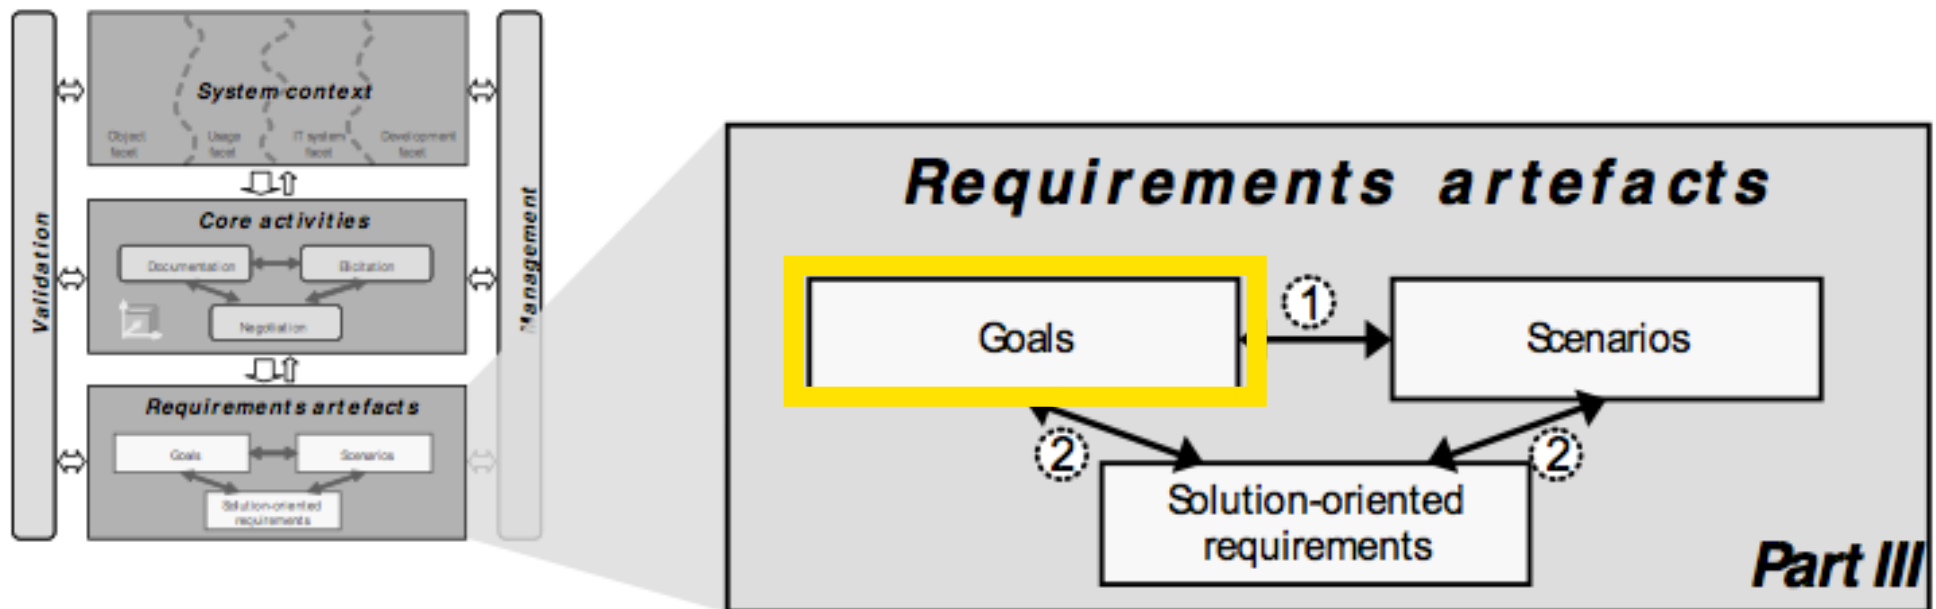 System context
Object
facet
Usage
facet
IT system
facet
Development
facet
Validation
Management
Core activities
Documentation
Elicitation
Negotiation
Requirements artefacts
Goals
Scenarios
Solution-oriented
requirements
Requirements artefacts
Goals
1
Scenarios
2
2
Solution-oriented
requirements
Part III